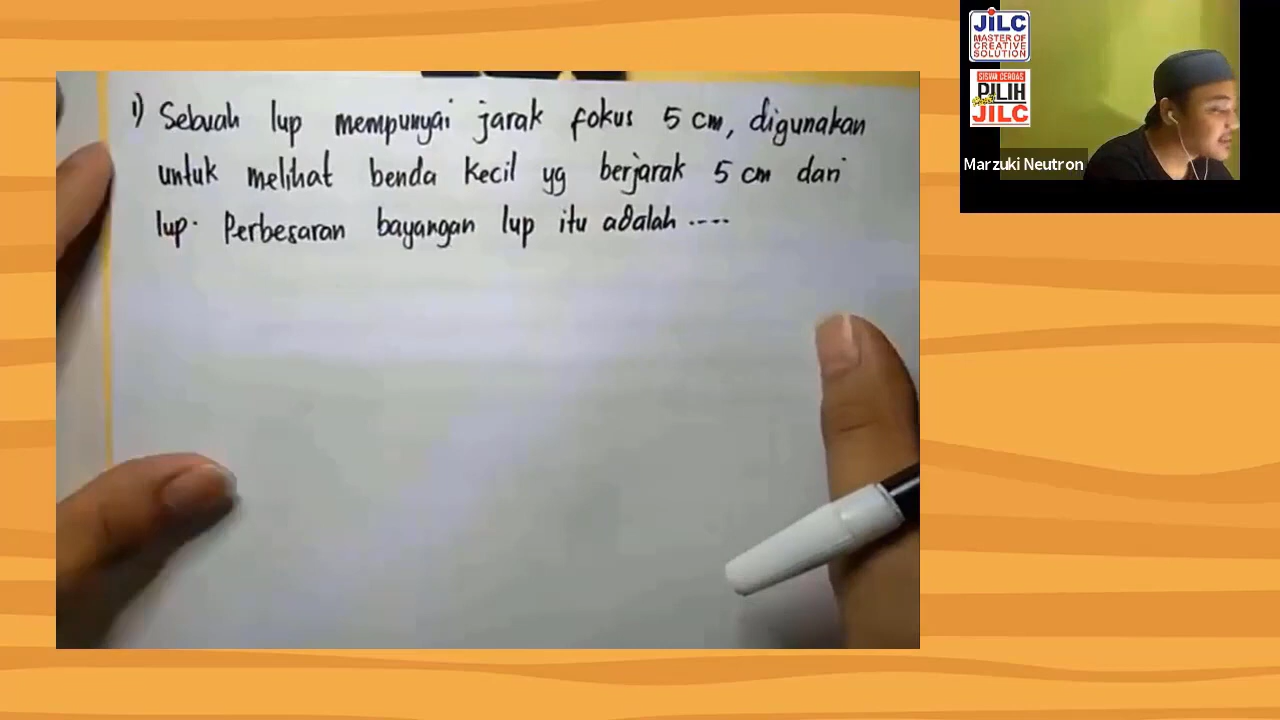 1) Sebuah lup mempunyai jarak fokus 5 cm, digunakan
untuk melihat benda kecil yg berjarak 5 cm dari
lup. Perbesaran bayangan lup itu adalah ....
JiLC
MASTER OF
CREATIVE
SOLUTION
SISWA CERDAS
PILIH
JILC
Marzuki Neutron